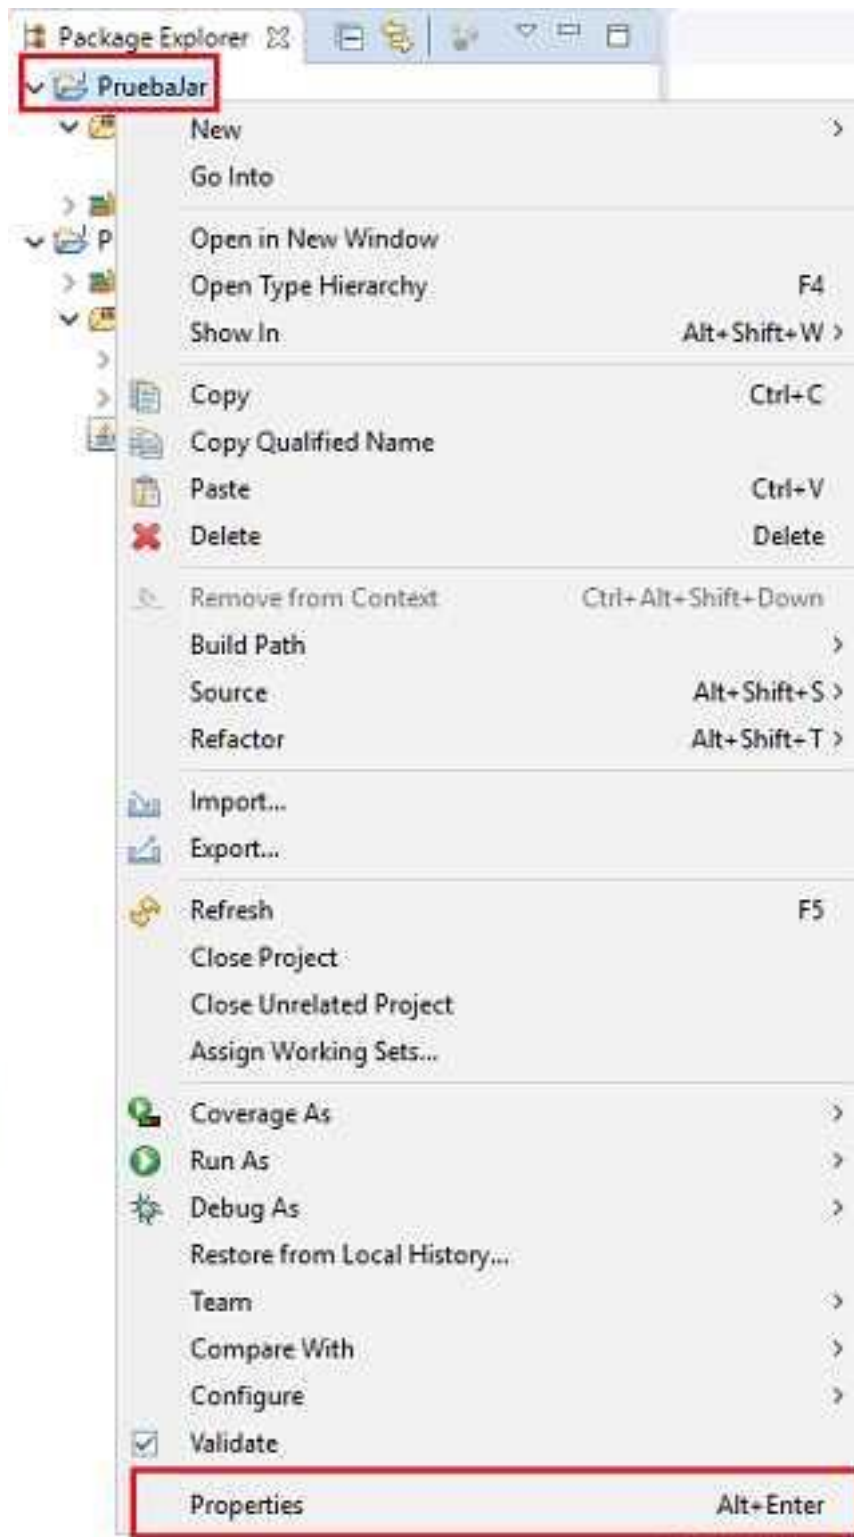 Package Explorer
PruebaJar
New
Go Into
P
Open in New Window
Open Type Hierarchy F4
Show In Alt+Shift+W
Copy Ctrl+C
Copy Qualified Name
Paste Ctrl+V
Delete Delete
Remove from Context Ctrl+Alt+Shift+Down
Build Path
Source Alt+Shift+S
Refactor Alt+Shift+T
Import...
Export...
Refresh F5
Close Project
Close Unrelated Project
Assign Working Sets...
Coverage As
Run As
Debug As
Restore from Local History...
Team
Compare With
Configure
Validate
Properties Alt+Enter